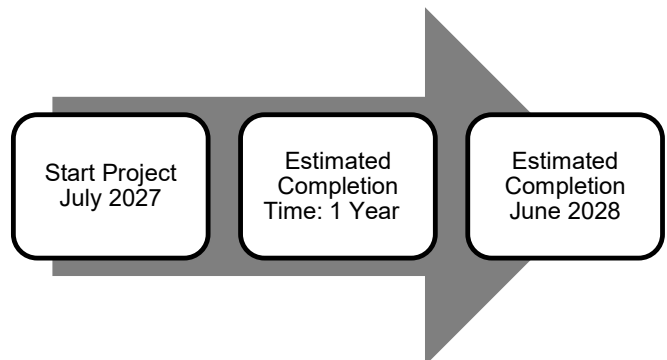 Start Project
July 2027
Estimated
Completion
Time: 1 Year
Estimated
Completion
June 2028